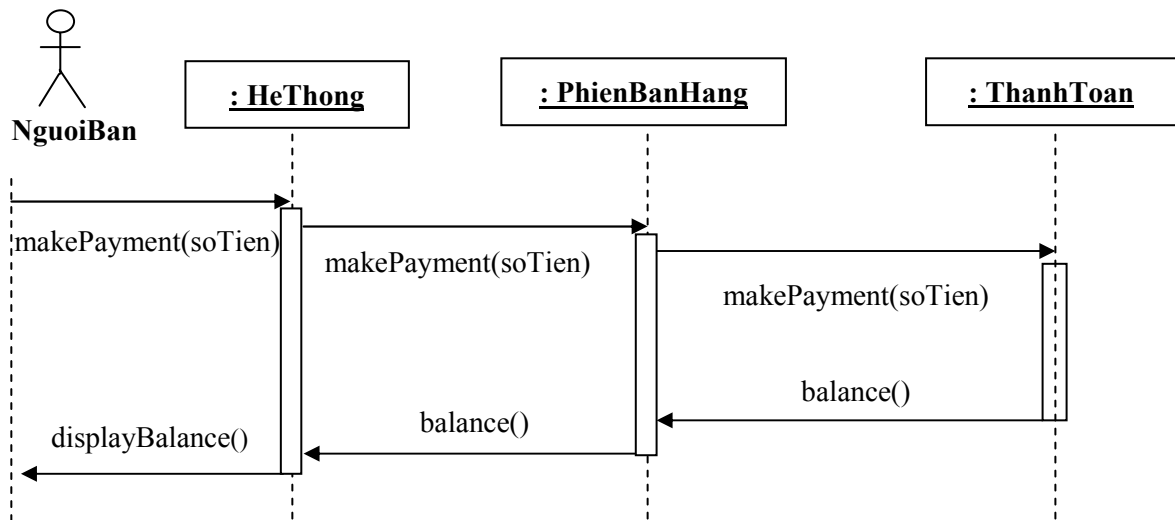 : HeThong
: PhienBanHang
: ThanhToan
NguoiBan
makePayment(soTien)
makePayment(soTien)
makePayment(soTien)
balance()
balance()
displayBalance()